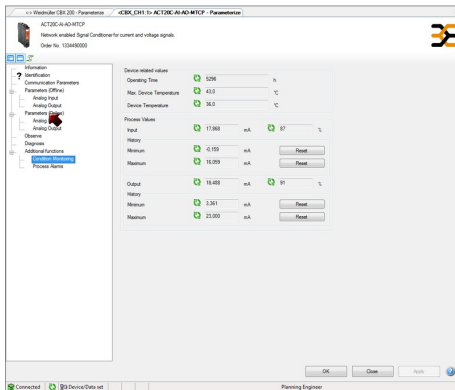 <> Weidmüller CBX 200 - Parameterize
<CBX_CH1:1> ACT20C-AI-AO-MTCP - Parameterize
ACT20C-AI-AO-MTCP
Network enabled Signal Conditioner for current and voltage signals.
Order No. 1334490000
Information
Identification
Communication Parameters
Parameters (Offline)
Analog Input
Analog Output
Parameters (Online)
Analog
Analog Output
Observe
Diagnosis
Additional functions
Condition Monitoring
Process Alarms
Device related values
Operating Time 5296 h
Max. Device Temperature 43,0 °C
Device Temperature 36,0 °C
Process Values
Input 17,868 mA 87 %
History
Minimum -0,159 mA Reset
Maximum 16,059 mA Reset
Output 18,488 mA 91 %
History
Minimum 3,361 mA Reset
Maximum 23,000 mA Reset
OK Close Apply ?
Connected Device/Data set Planning Engineer